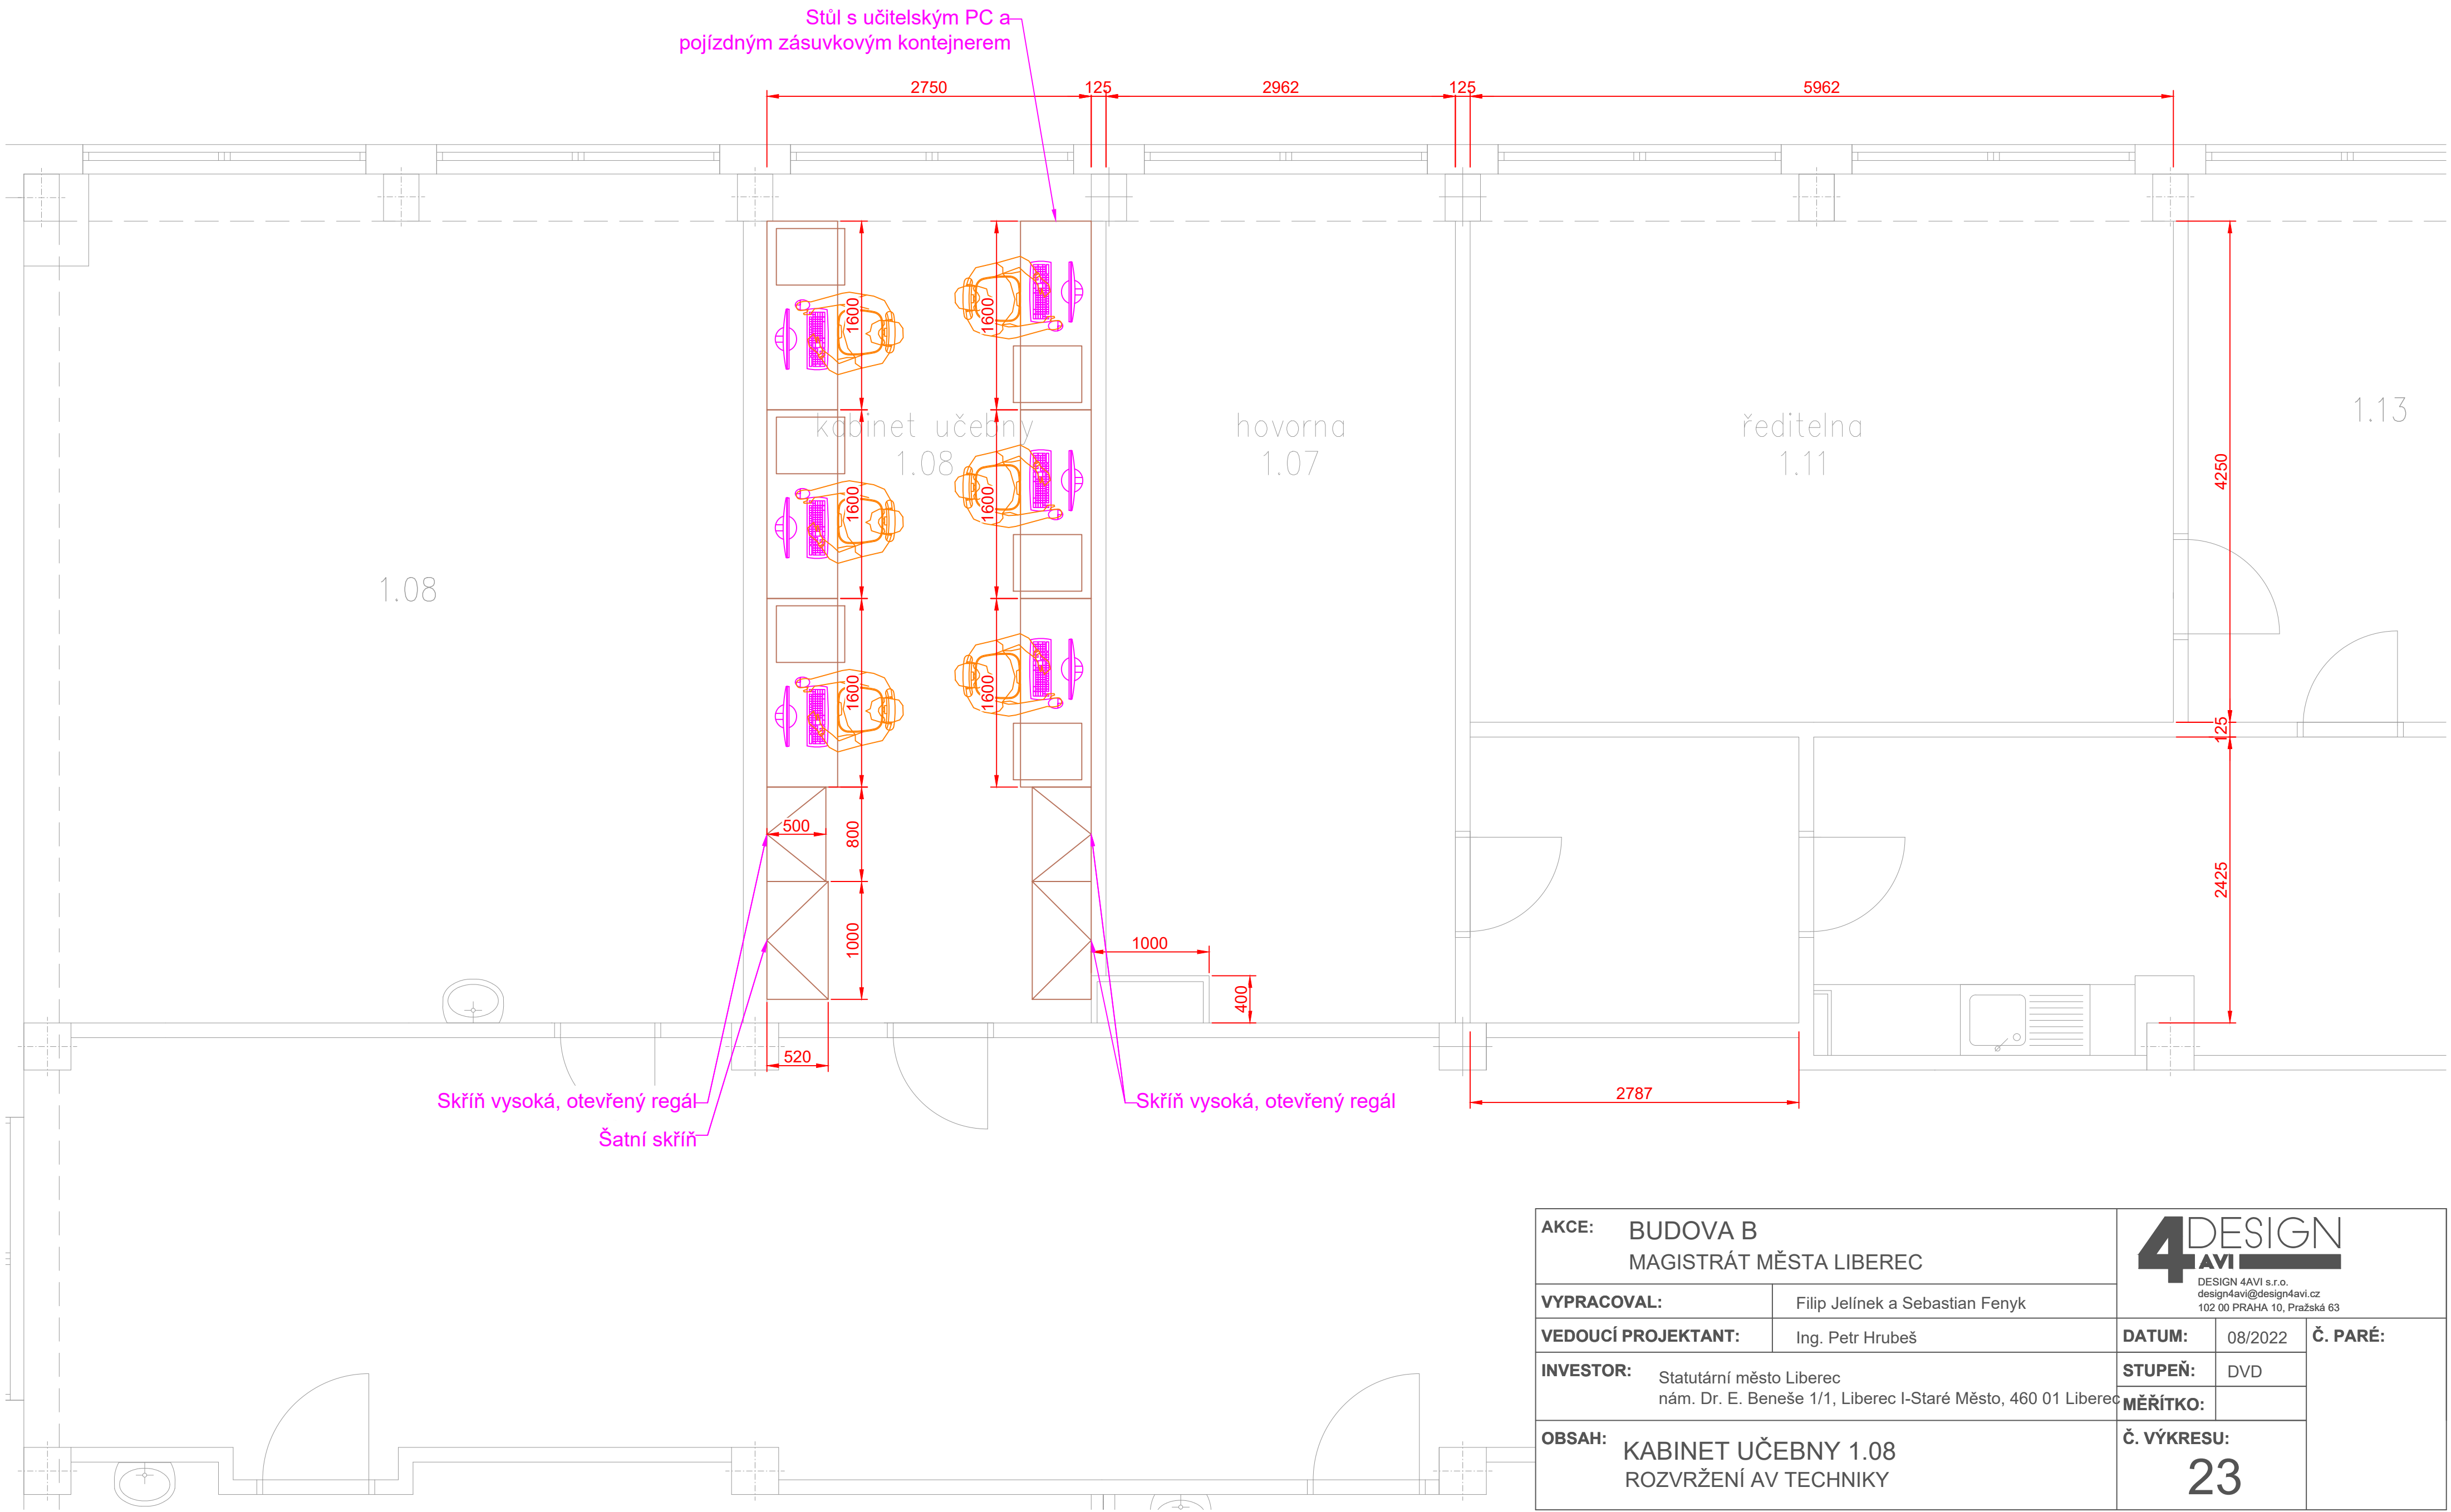 Stůl s učitelským PC a
pojízdným zásuvkovým kontejnerem
2750
125
2962
125
5962
1600
1600
kabinet učebny
1.08
hovorna
1.07
ředitelna
1.11
1.13
4250
1600
1600
1.08
1600
1600
125
500
800
2425
1000
1000
400
520
2787
Skříň vysoká, otevřený regál
Skříň vysoká, otevřený regál
Šatní skříň
AKCE: BUDOVA B
MAGISTRÁT MĚSTA LIBEREC
4 DESIGN
AVI
DESIGN 4AVI s.r.o.
design4avi@design4avi.cz
102 00 PRAHA 10, Pražská 63
VYPRACOVAL: Filip Jelínek a Sebastian Fenyk
VEDOUCÍ PROJEKTANT: Ing. Petr Hrubeš
DATUM: 08/2022 Č. PARÉ:
INVESTOR: Statutární město Liberec
nám. Dr. E. Beneše 1/1, Liberec I-Staré Město, 460 01 Liberec
STUPEŇ: DVD
MĚŘÍTKO:
OBSAH: KABINET UČEBNY 1.08
ROZVRŽENÍ AV TECHNIKY
Č. VÝKRESU:
23